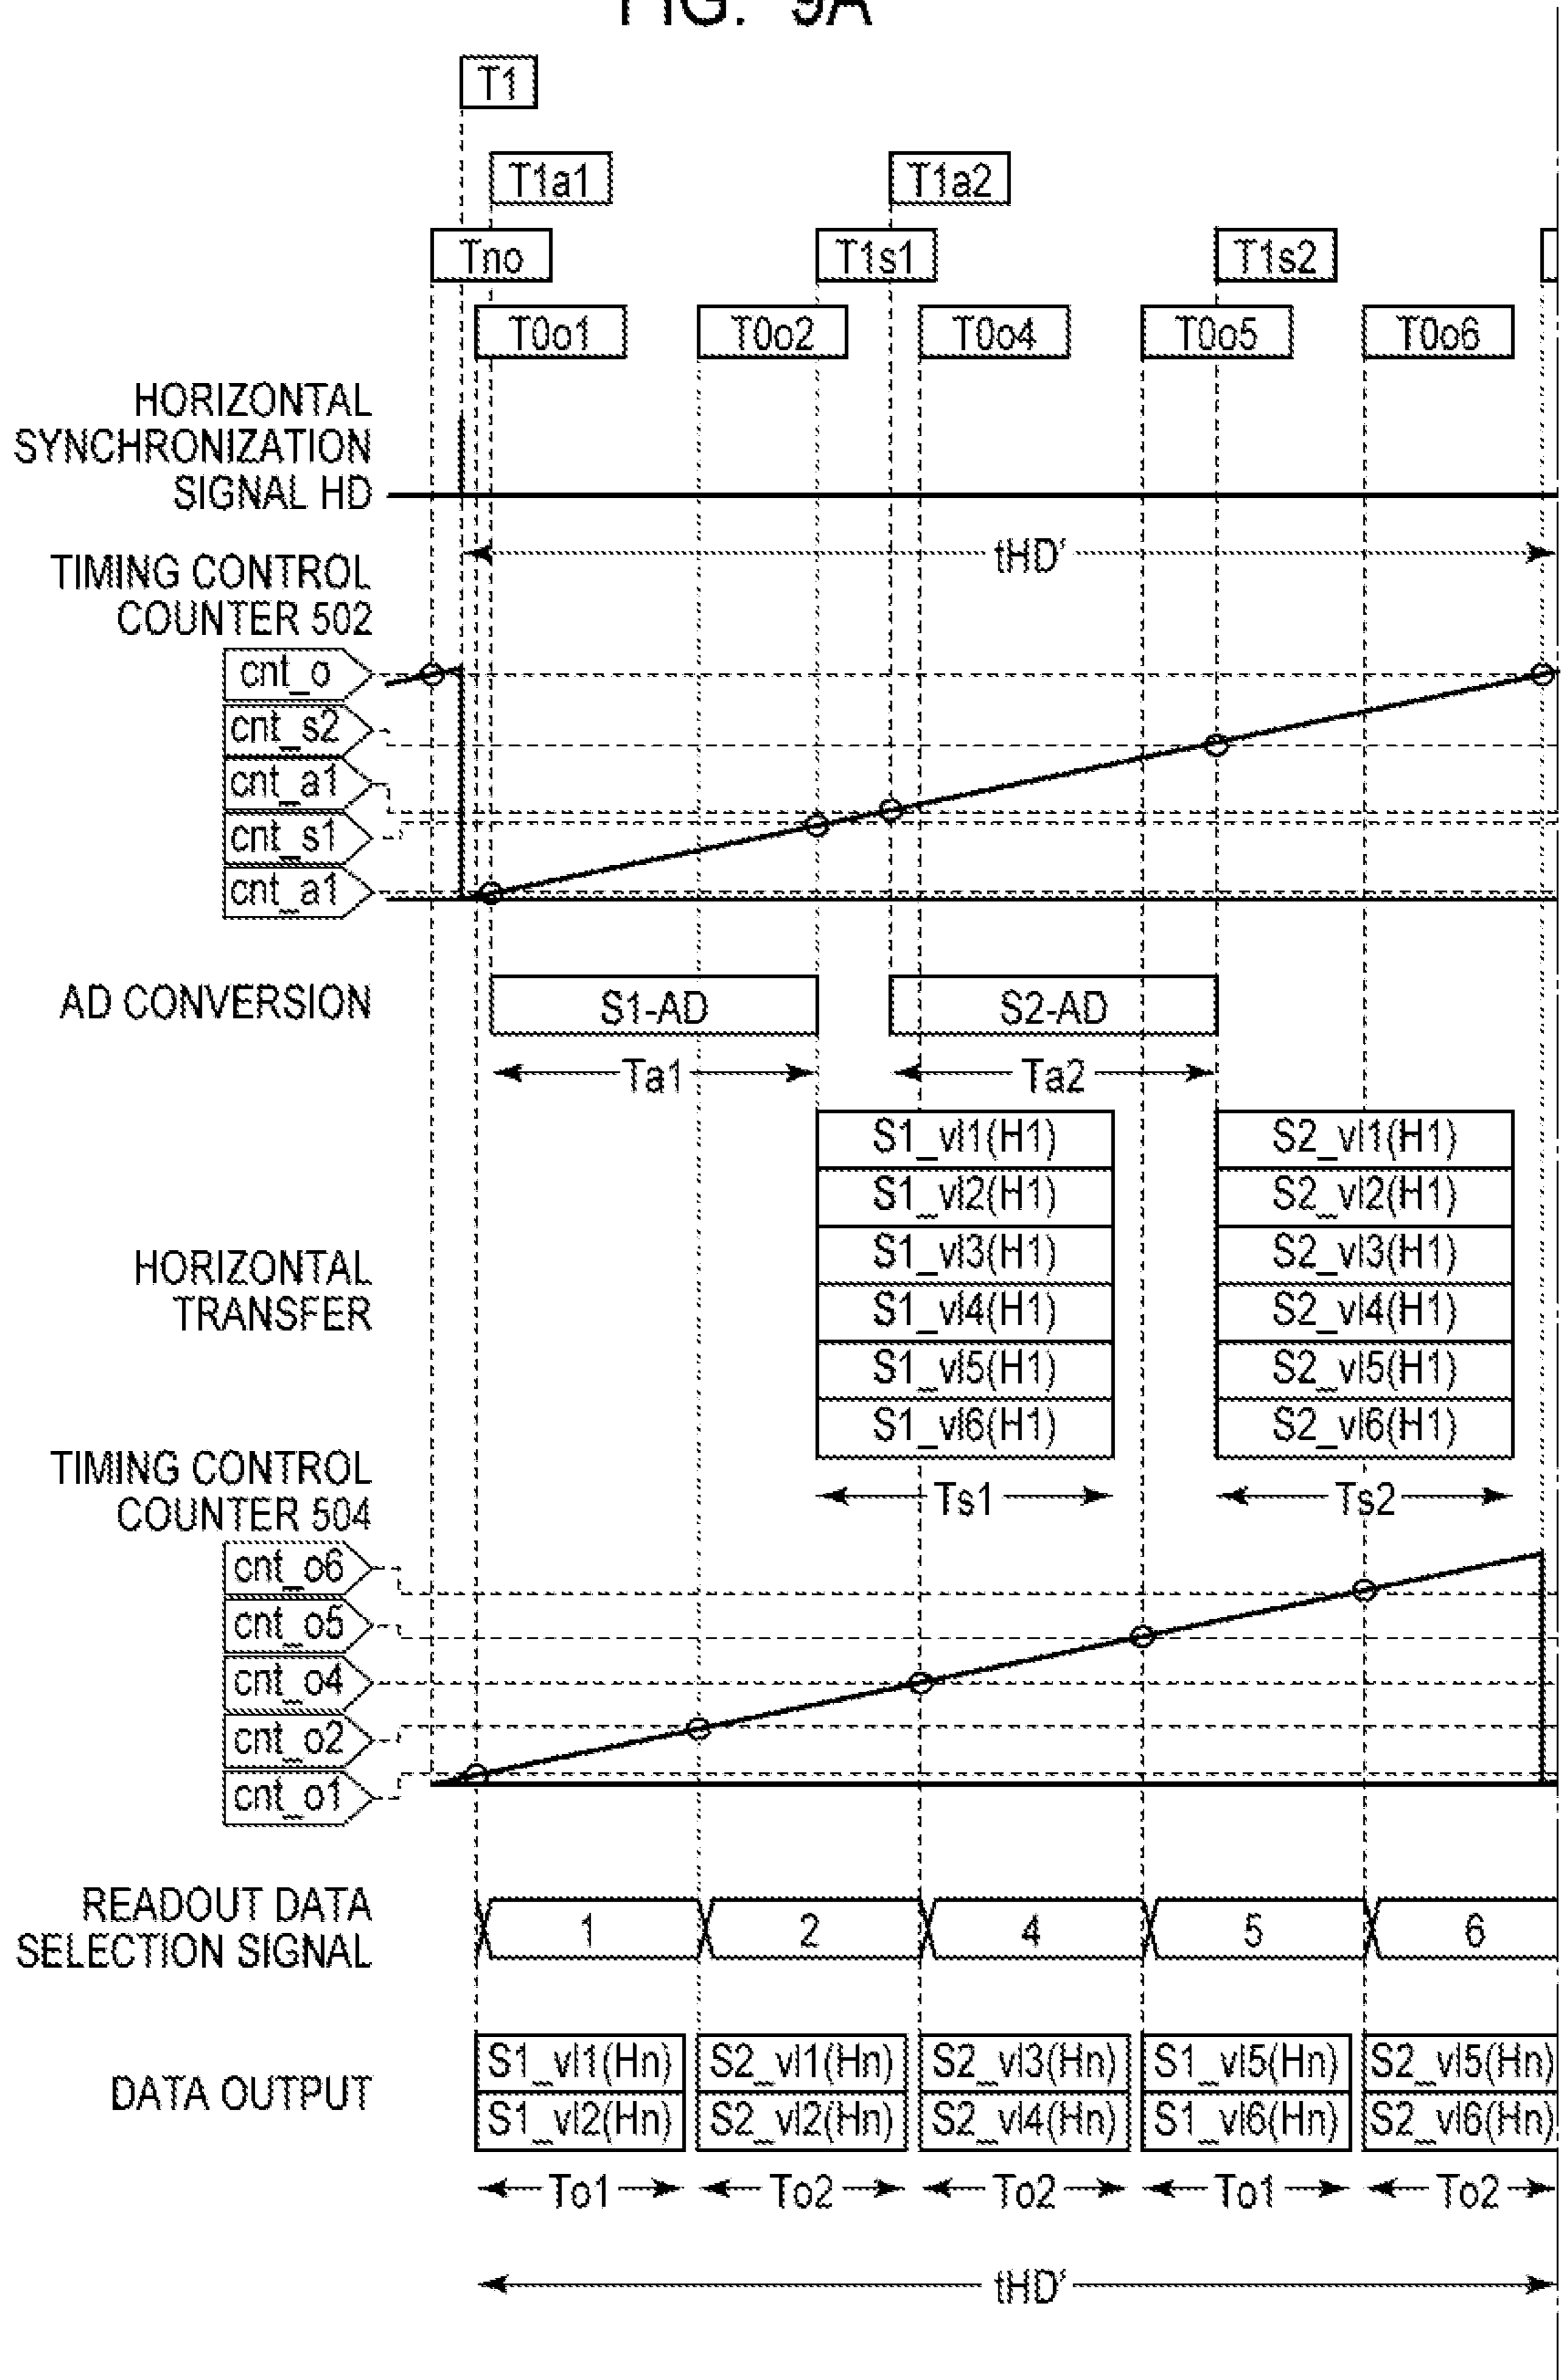 FIG. 9A
T1
T1a1
T1a2
Tno
T1s1
T1s2
T0o1
T0o2
T0o4
T0o5
T0o6
HORIZONTAL
SYNCHRONIZATION
SIGNAL HD
tHD'
TIMING CONTROL
COUNTER 502
cnt_o
cnt_s2
cnt_a1
cnt_s1
cnt_a1
AD CONVERSION
S1-AD
S2-AD
Ta1
Ta2
HORIZONTAL
TRANSFER
S1_vl1(H1)
S1_vl2(H1)
S1_vl3(H1)
S1_vl4(H1)
S1_vl5(H1)
S1_vl6(H1)
Ts1
S2_vl1(H1)
S2_vl2(H1)
S2_vl3(H1)
S2_vl4(H1)
S2_vl5(H1)
S2_vl6(H1)
Ts2
TIMING CONTROL
COUNTER 504
cnt_o6
cnt_o5
cnt_o4
cnt_o2
cnt_o1
READOUT DATA
SELECTION SIGNAL
1
2
4
5
6
DATA OUTPUT
S1_vl1(Hn)
S1_vl2(Hn)
S2_vl1(Hn)
S2_vl2(Hn)
S2_vl3(Hn)
S2_vl4(Hn)
S1_vl5(Hn)
S1_vl6(Hn)
S2_vl5(Hn)
S2_vl6(Hn)
To1
To2
To2
To1
To2
tHD'